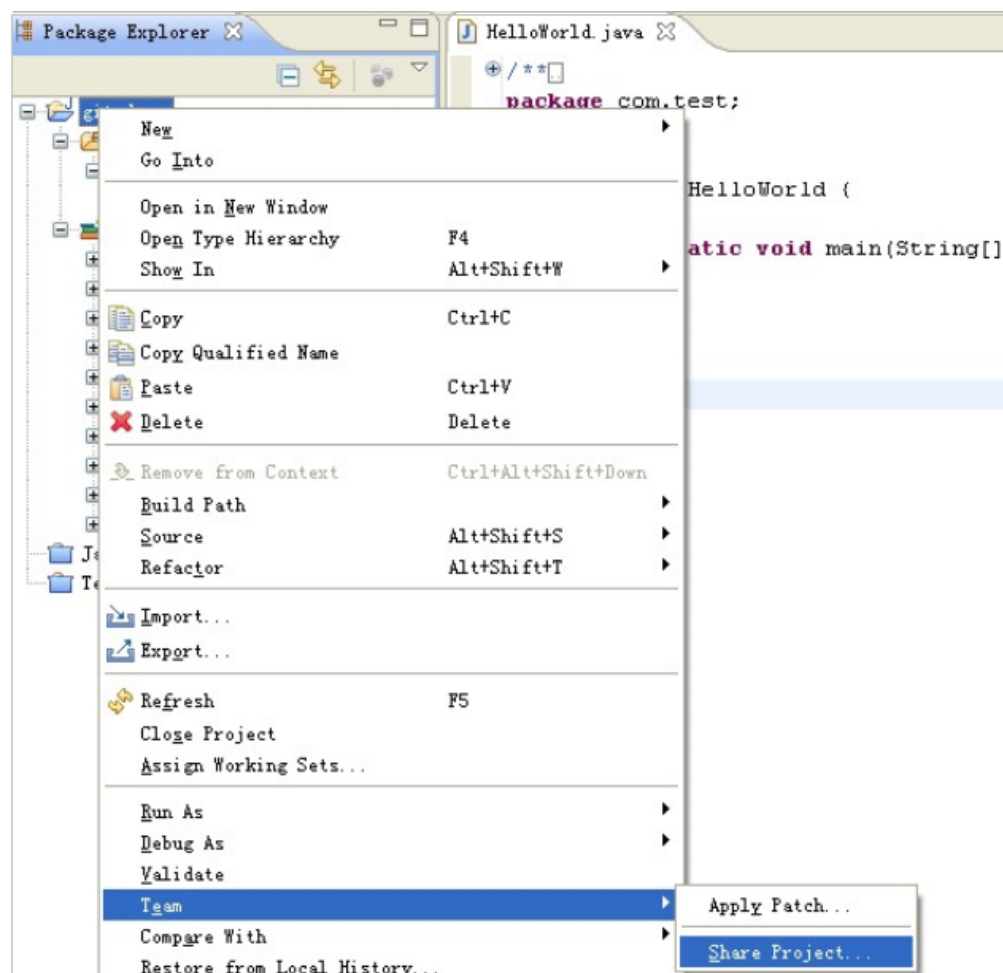 Package Explorer
HelloWorld.java
/**
package com.test;
HelloWorld {
void main(String[]
New
Go Into
Open in New Window
Open Type Hierarchy F4
Show In Alt+Shift+W
Copy Ctrl+C
Copy Qualified Name
Paste Ctrl+V
Delete Delete
Remove from Context Ctrl+Alt+Shift+Down
Build Path
Source Alt+Shift+S
Refactor Alt+Shift+T
Import...
Export...
Refresh F5
Close Project
Assign Working Sets...
Run As
Debug As
Validate
Team
Apply Patch...
Compare With
Share Project...
Restore from Local History...